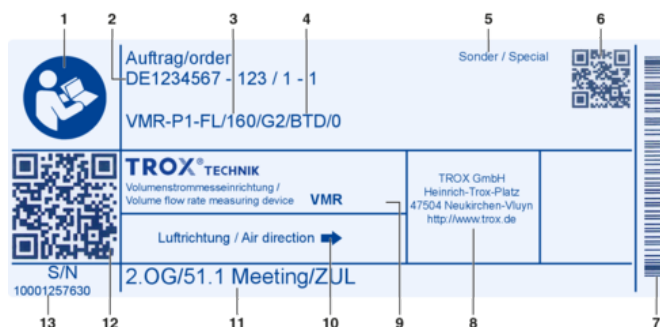 1
2
3
4
5
6
Auftrag/order
DE1234567 - 123 / 1 - 1
Sonder / Special
VMR-P1-FL/160/G2/BTD/0
TROX® TECHNIK
Volumenstrommesseinrichtung /
Volume flow rate measuring device VMR
TROX GmbH
Heinrich-Trox-Platz
47504 Neukirchen-Vluyn
http://www.trox.de
Luftrichtung / Air direction
S/N
10001257630
2.OG/51.1 Meeting/ZUL
13
12
11
10
9
8
7